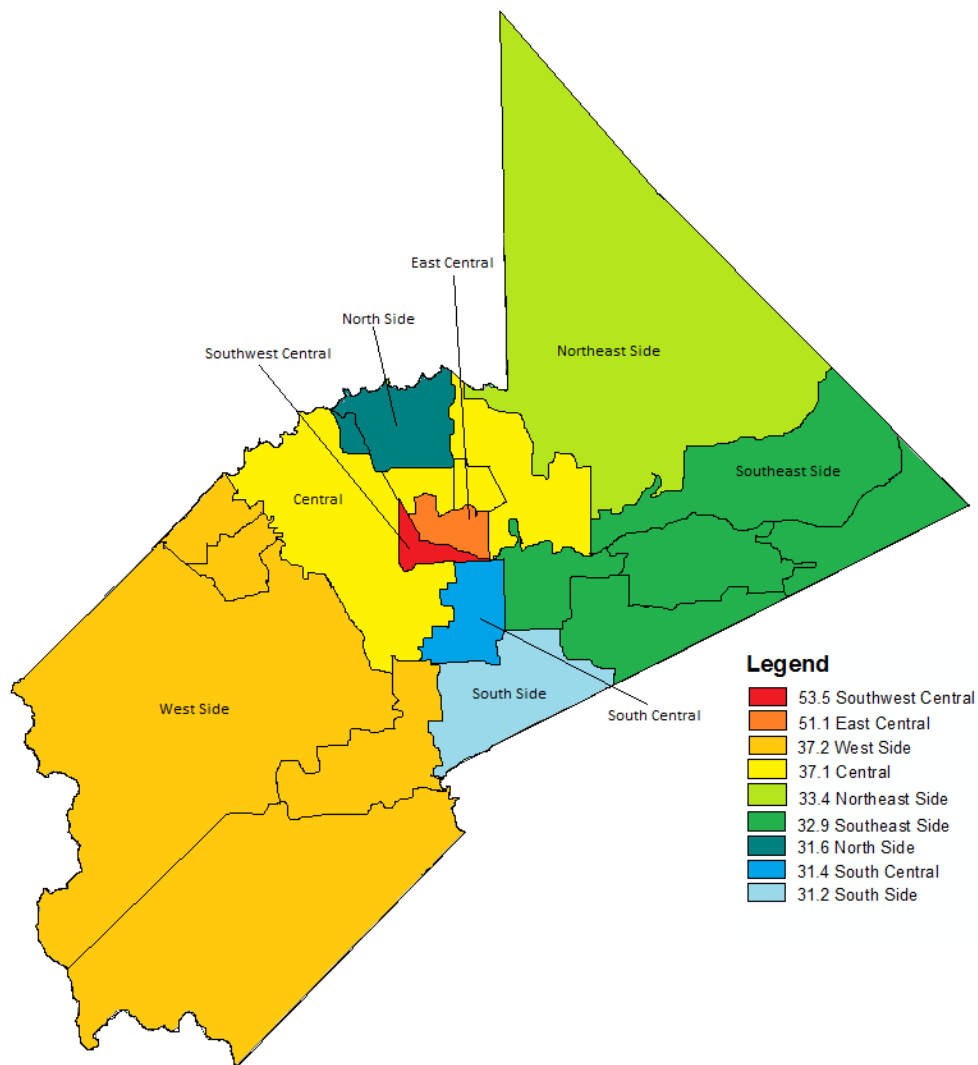 East Central
North Side
Southwest Central
Northeast Side
Southeast Side
Central
West Side
South Side
South Central
Legend
53.5 Southwest Central
51.1 East Central
37.2 West Side
37.1 Central
33.4 Northeast Side
32.9 Southeast Side
31.6 North Side
31.4 South Central
31.2 South Side